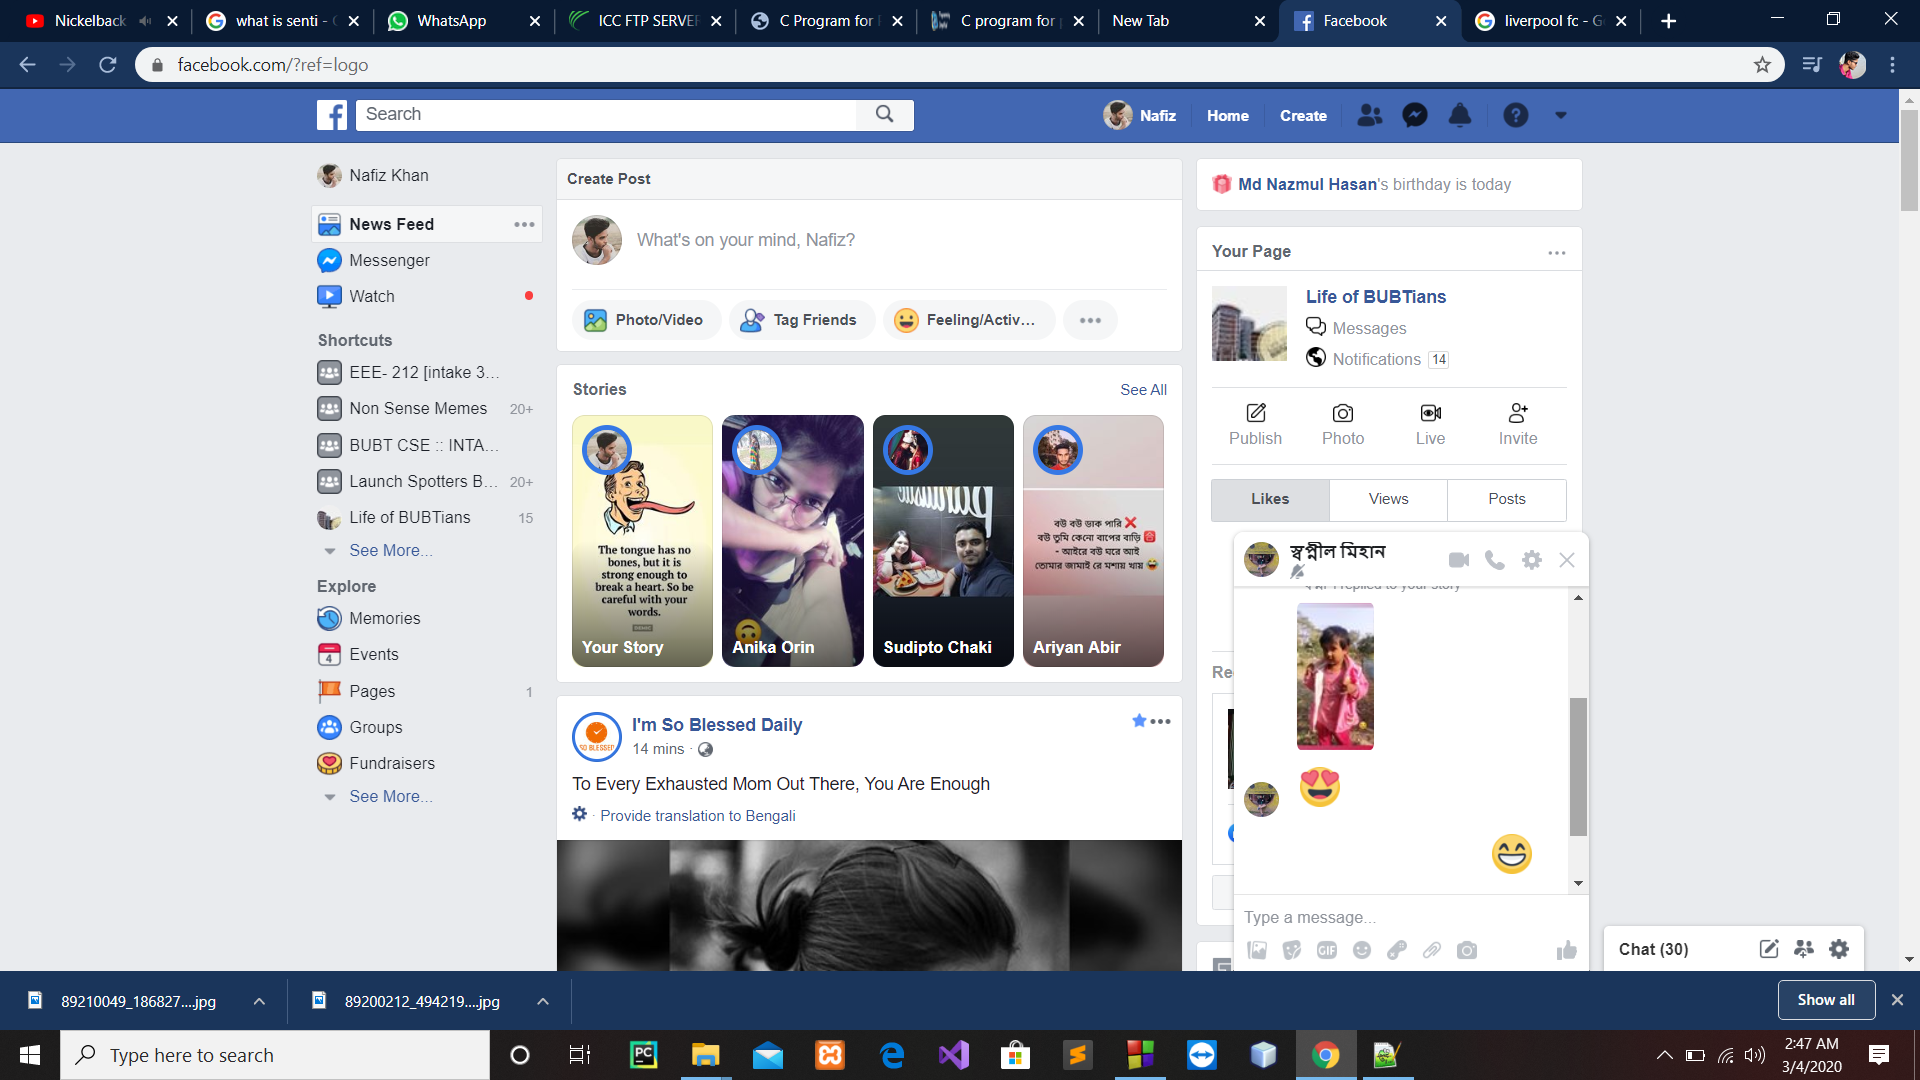 Nickelback
what is senti - G
WhatsApp
ICC FTP SERVER
C Program for
C program for
New Tab
Facebook
liverpool fc - G
facebook.com/?ref=logo
Search
Nafiz
Home
Create
Nafiz Khan
News Feed
Messenger
Watch
Shortcuts
EEE- 212 [intake 3...
Non Sense Memes 20+
BUBT CSE :: INTA...
Launch Spotters B... 20+
Life of BUBTians 15
See More...
Explore
Memories
4
Events
Pages 1
Groups
Fundraisers
See More...
Create Post
What's on your mind, Nafiz?
Photo/Video
Tag Friends
Feeling/Activ...
Stories
See All
The tongue has no
bones, but it is
strong enough to
break a heart. So be
careful with your
words.
Your Story
Anika Orin
Sudipto Chaki
বউ বউ ডাক পারি ❌
বউ তুমি কেনো বাপের বাড়ি
- আইরে বউ ঘরে আই
তোমার জামাই রে মশায় খায় 😂
Ariyan Abir
SO BLESSED
I'm So Blessed Daily
14 mins ·
To Every Exhausted Mom Out There, You Are Enough
· Provide translation to Bengali
Md Nazmul Hasan's birthday is today
Your Page
Life of BUBTians
Messages
Notifications 14
Publish
Photo
Live
Invite
Likes
Views
Posts
Re
স্বপ্নীল মিহান
replied to your story
Type a message...
GIF
Chat (30)
89210049_186827....jpg
89200212_494219....jpg
Show all
Type here to search
PC
2:47 AM
3/4/2020